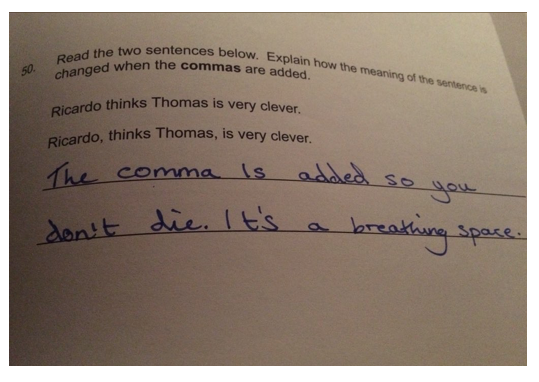 50. Read the two sentences below. Explain how the meaning of the sentence is
changed when the commas are added.
Ricardo thinks Thomas is very clever.
Ricardo, thinks Thomas, is very clever.
The comma Is added so you
don't die. It's a breathing space.